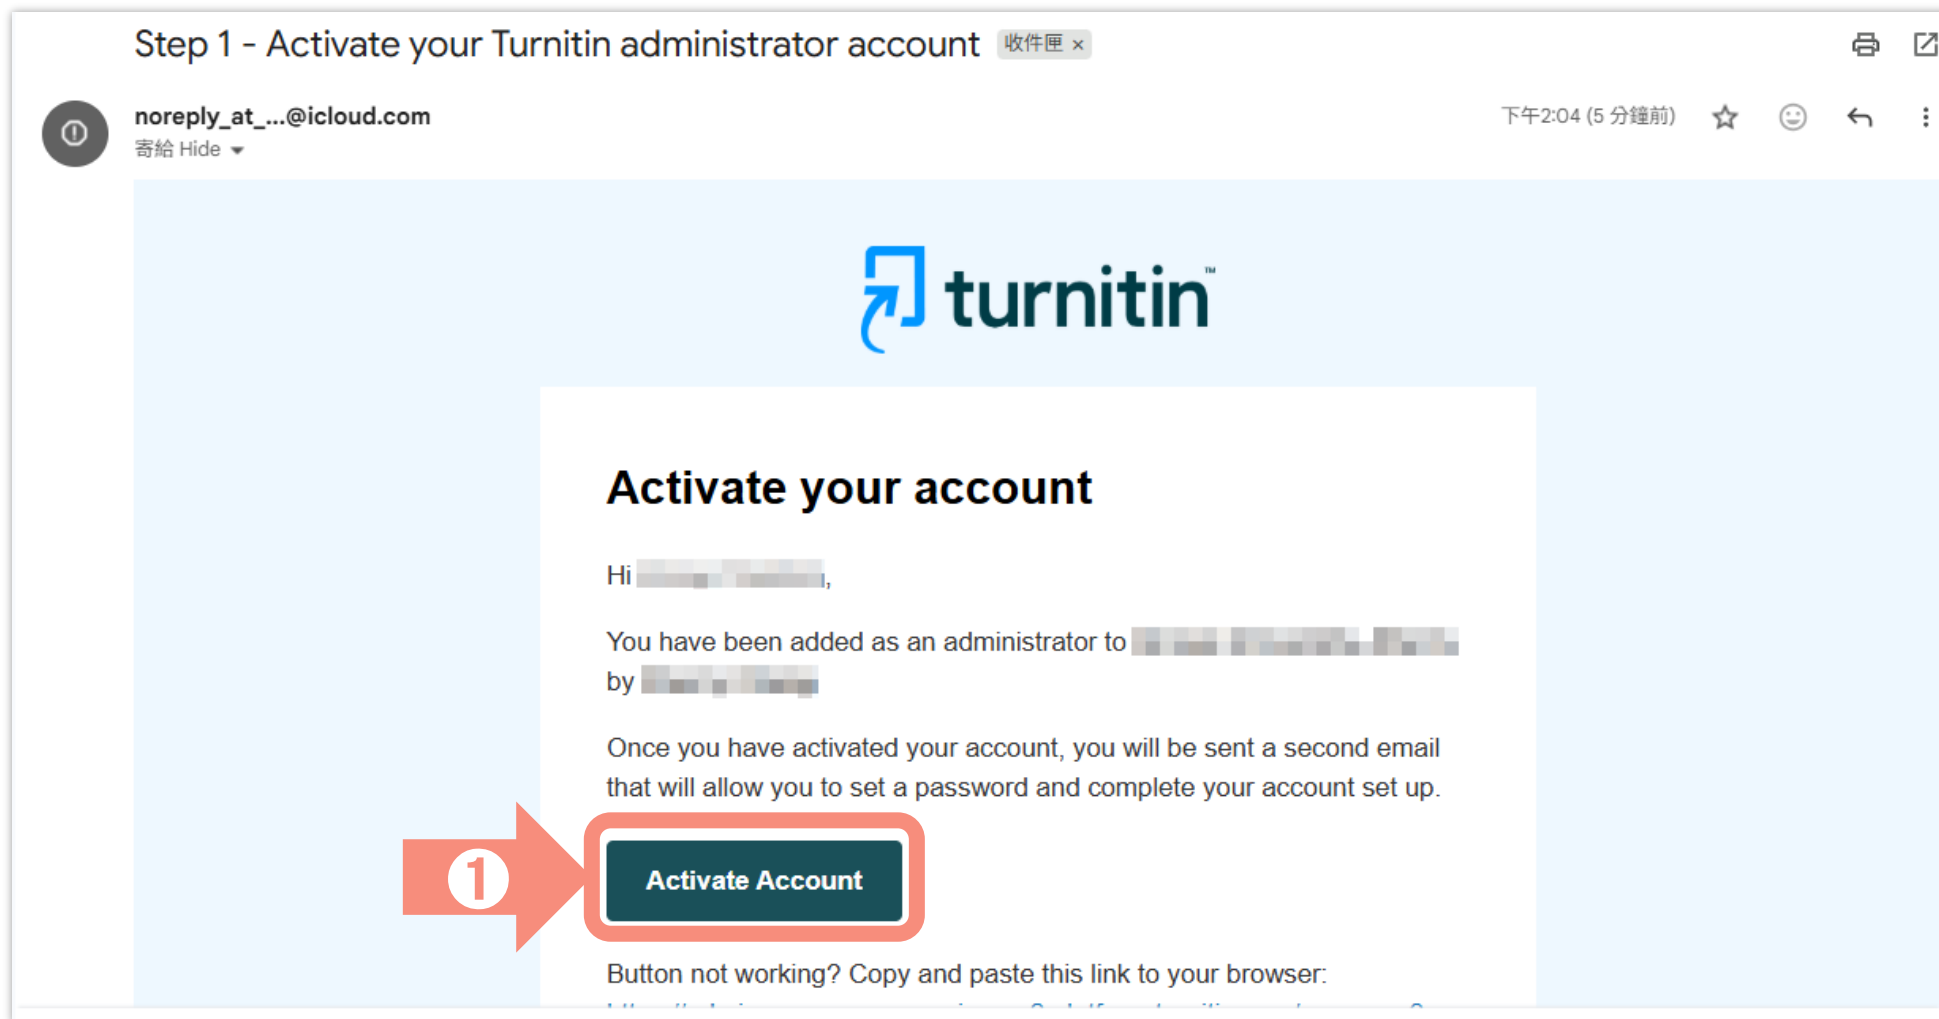 Step 1 - Activate your Turnitin administrator account 收件匣 ×
noreply_at_...@icloud.com
下午2:04 (5 分鐘前)
寄給 Hide
turnitin™
Activate your account
Hi ,
You have been added as an administrator to
by
Once you have activated your account, you will be sent a second email
that will allow you to set a password and complete your account set up.
1
Activate Account
Button not working? Copy and paste this link to your browser: